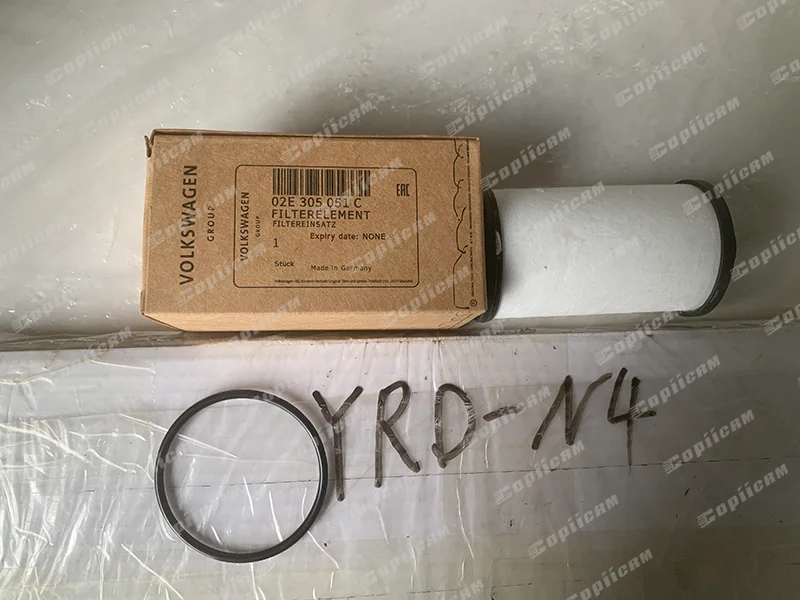 VOLKSWAGEN
GROUP
VOLKSWAGEN
GROUP
02E 305 051 C
FILTERELEMENT
FILTEREINSATZ
1
Expiry date: NONE
Stück
Made in Germany
EAC
YRD-N4
CopiicAM